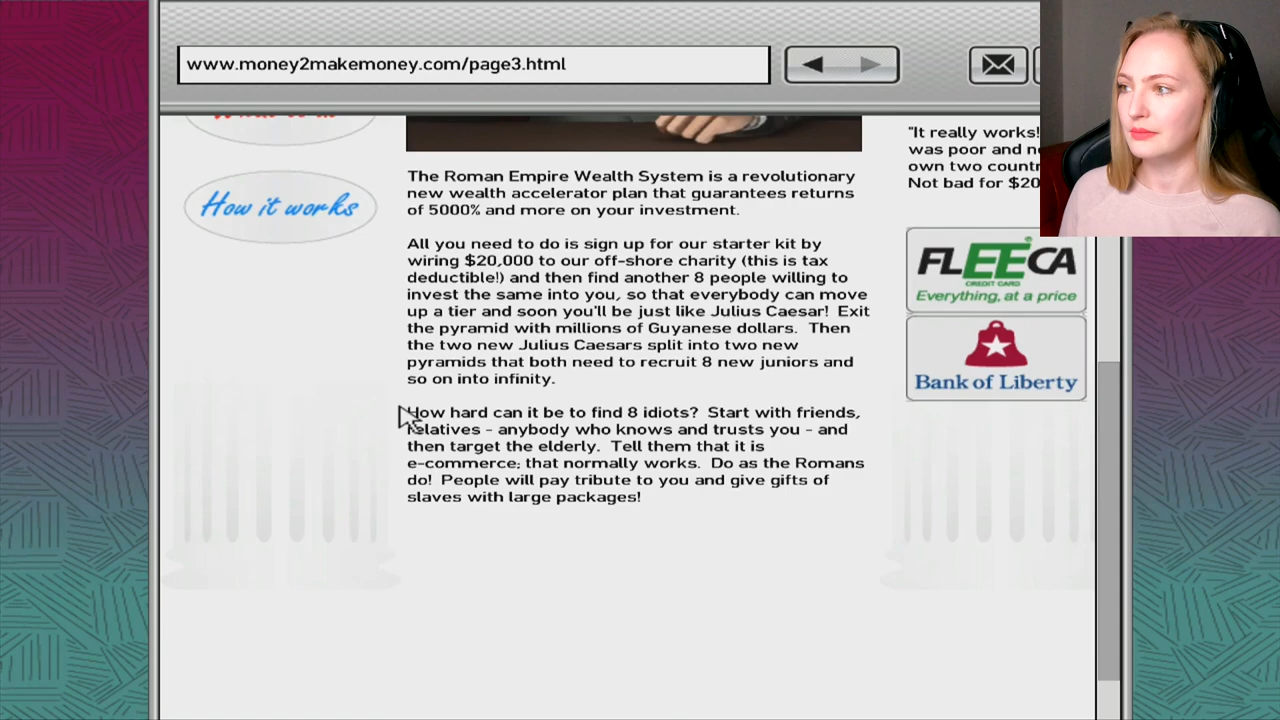 www.money2makemoney.com/page3.html
How it works
The Roman Empire Wealth System is a revolutionary
new wealth accelerator plan that guarantees returns
of 5000% and more on your investment.
All you need to do is sign up for our starter kit by
wiring $20,000 to our off-shore charity (this is tax
deductible!) and then find another 8 people willing to
invest the same into you, so that everybody can move
up a tier and soon you'll be just like Julius Caesar! Exit
the pyramid with millions of Guyanese dollars. Then
the two new Julius Caesars split into two new
pyramids that both need to recruit 8 new juniors and
so on into infinity.
How hard can it be to find 8 idiots? Start with friends,
relatives - anybody who knows and trusts you - and
then target the elderly. Tell them that it is
e-commerce; that normally works. Do as the Romans
do! People will pay tribute to you and give gifts of
slaves with large packages!
"It really works!
was poor and
own two
Not bad for
FLEECA
CREDIT CARD
Everything, at a price
Bank of Liberty